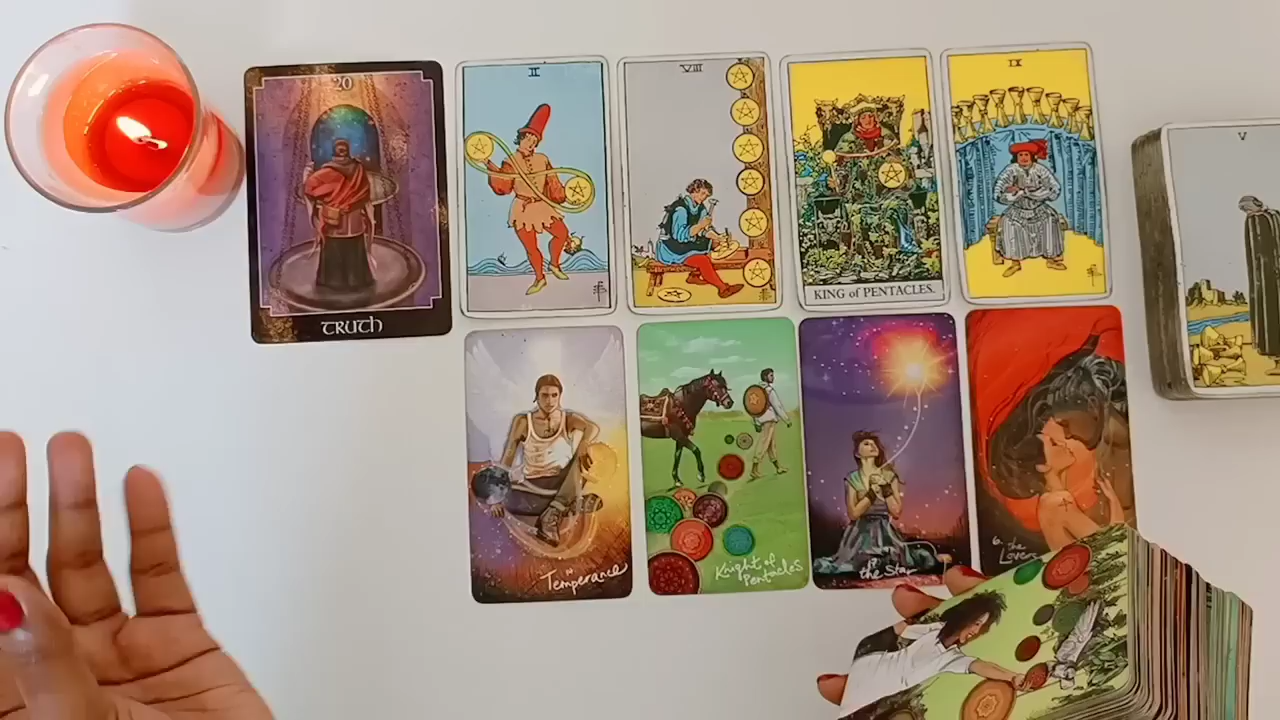 20
TRUTH
II
VIII
KING of PENTACLES.
IX
V
Temperance
Knight of
Pentacles
the Star
6. the
Lovers